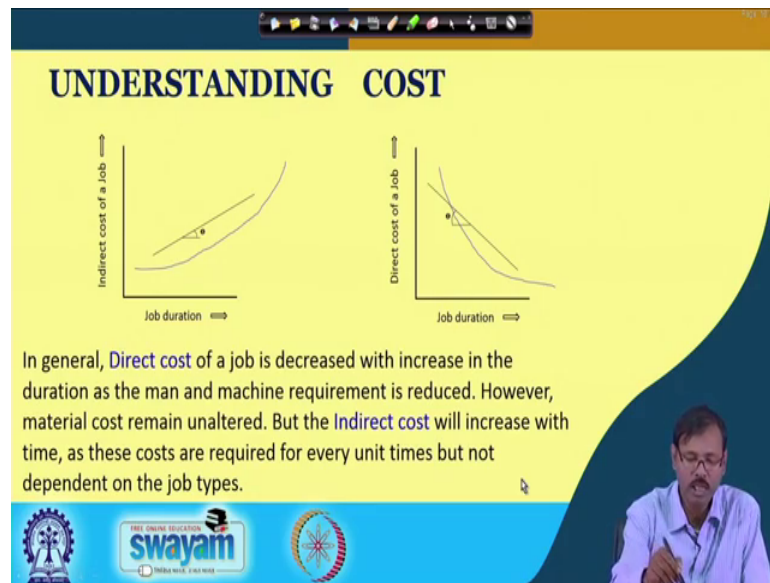 UNDERSTANDING COST
Indirect cost of a Job
θ
Job duration
Direct cost of a Job
θ
Job duration
In general, Direct cost of a job is decreased with increase in the
duration as the man and machine requirement is reduced. However,
material cost remain unaltered. But the Indirect cost will increase with
time, as these costs are required for every unit times but not
dependent on the job types.
FREE ONLINE EDUCATION
swayam